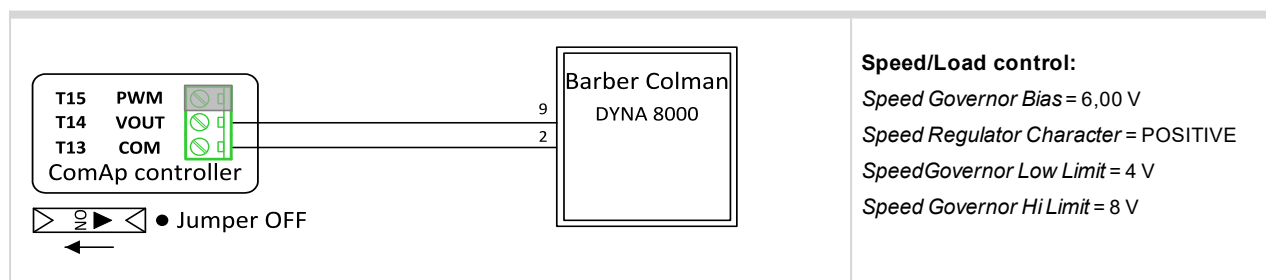 T15 PWM
T14 VOUT
T13 COM
ComAp controller
NO
Jumper OFF
9
2
Barber Colman
DYNA 8000
Speed/Load control:
Speed Governor Bias = 6,00 V
Speed Regulator Character = POSITIVE
SpeedGovernor Low Limit = 4 V
Speed Governor Hi Limit = 8 V